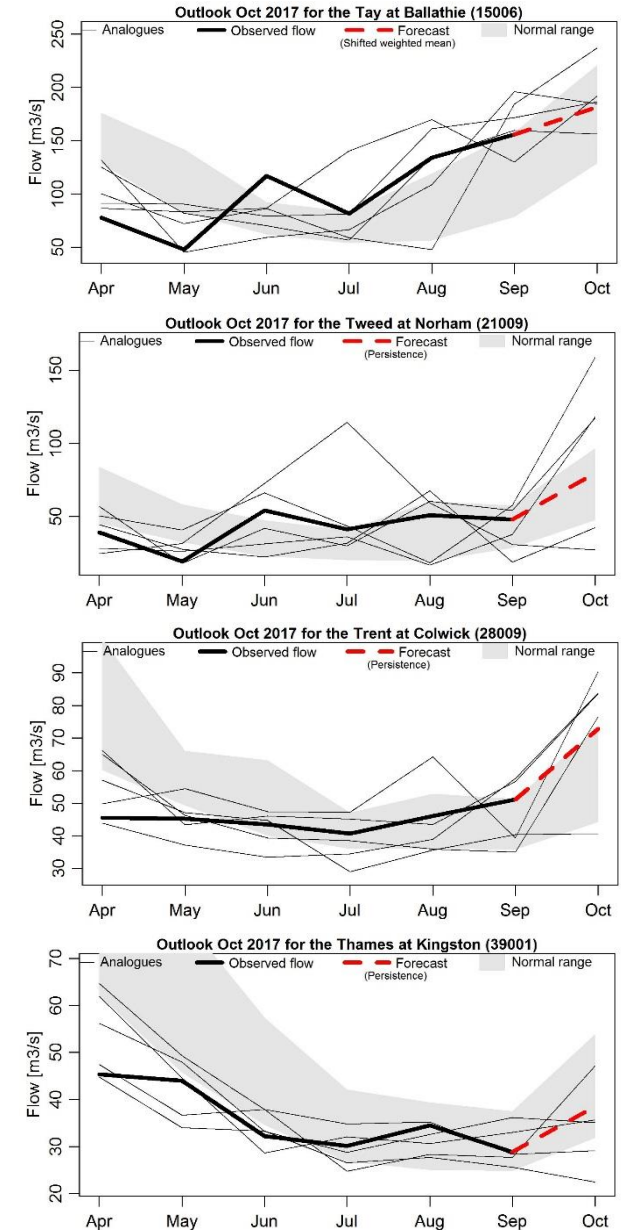 Outlook Oct 2017 for the Tay at Ballathie (15006)
Analogues Observed flow Forecast Normal range
(Shifted weighted mean)
Flow [m3/s]
250
200
150
100
50
Apr May Jun Jul Aug Sep Oct
Outlook Oct 2017 for the Tweed at Norham (21009)
Analogues Observed flow Forecast Normal range
(Persistence)
Flow [m3/s]
150
100
50
Apr May Jun Jul Aug Sep Oct
Outlook Oct 2017 for the Trent at Colwick (28009)
Analogues Observed flow Forecast Normal range
(Persistence)
Flow [m3/s]
90
80
70
60
50
40
30
Apr May Jun Jul Aug Sep Oct
Outlook Oct 2017 for the Thames at Kingston (39001)
Analogues Observed flow Forecast Normal range
(Persistence)
Flow [m3/s]
70
60
50
40
30
20
Apr May Jun Jul Aug Sep Oct